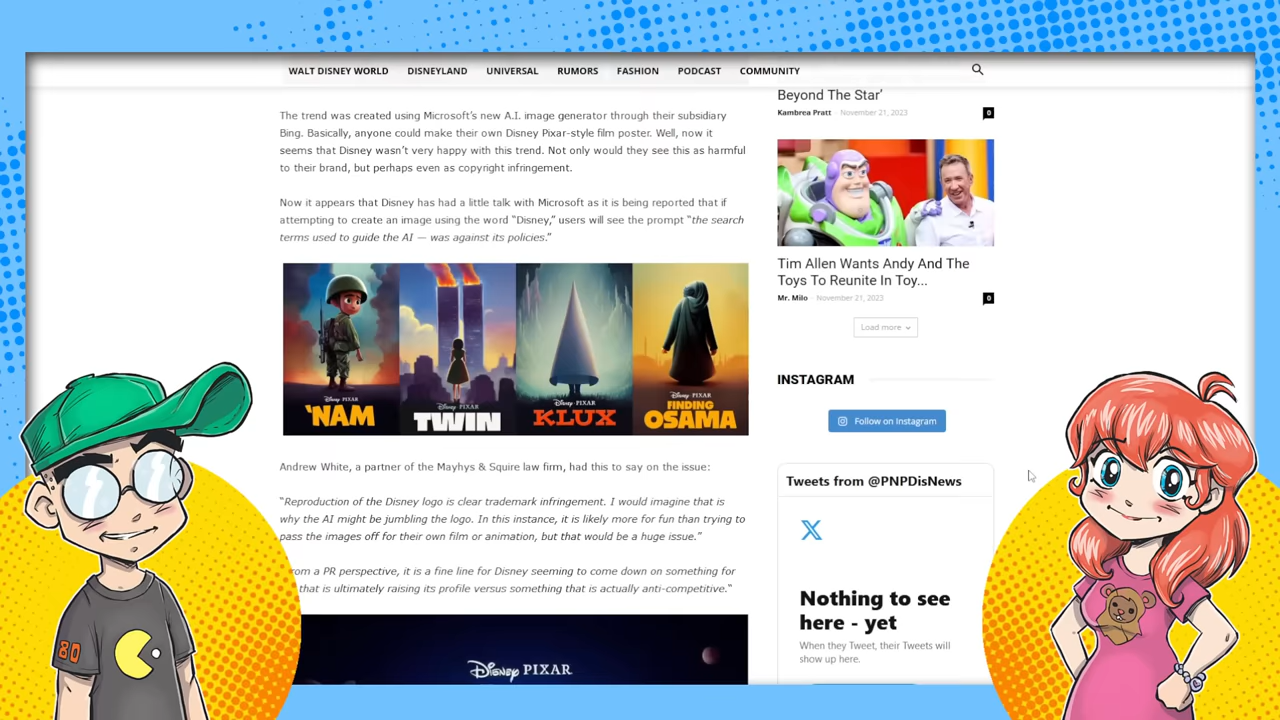 WALT DISNEY WORLD DISNEYLAND UNIVERSAL RUMORS FASHION PODCAST COMMUNITY
The trend was created using Microsoft's new A.I. image generator through their subsidiary
Bing. Basically, anyone could make their own Disney Pixar-style film poster. Well, now it
seems that Disney wasn't very happy with this trend. Not only would they see this as harmful
to their brand, but perhaps even as copyright infringement.
Now it appears that Disney has had a little talk with Microsoft as it is being reported that if
attempting to create an image using the word "Disney," users will see the prompt "the search
terms used to guide the AI — was against its policies."
Disney PIXAR
'NAM
Disney PIXAR
TWIN
Disney PIXAR
KLUX
Disney PIXAR
FINDING
OSAMA
Andrew White, a partner of the Mayhys & Squire law firm, had this to say on the issue:
"Reproduction of the Disney logo is clear trademark infringement. I would imagine that is
why the AI might be jumbling the logo. In this instance, it is likely more for fun than trying to
pass the images off for their own film or animation, but that would be a huge issue."
rom a PR perspective, it is a fine line for Disney seeming to come down on something for
that is ultimately raising its profile versus something that is actually anti-competitive."
Disney PIXAR
Beyond The Star'
Kambrea Pratt - November 21, 2023 0
Tim Allen Wants Andy And The
Toys To Reunite In Toy...
Mr. Milo - November 21, 2023 0
Load more
INSTAGRAM
Follow on Instagram
Tweets from @PNPDisNews
X
Nothing to see
here - yet
When they Tweet, their Tweets will
show up here.
80